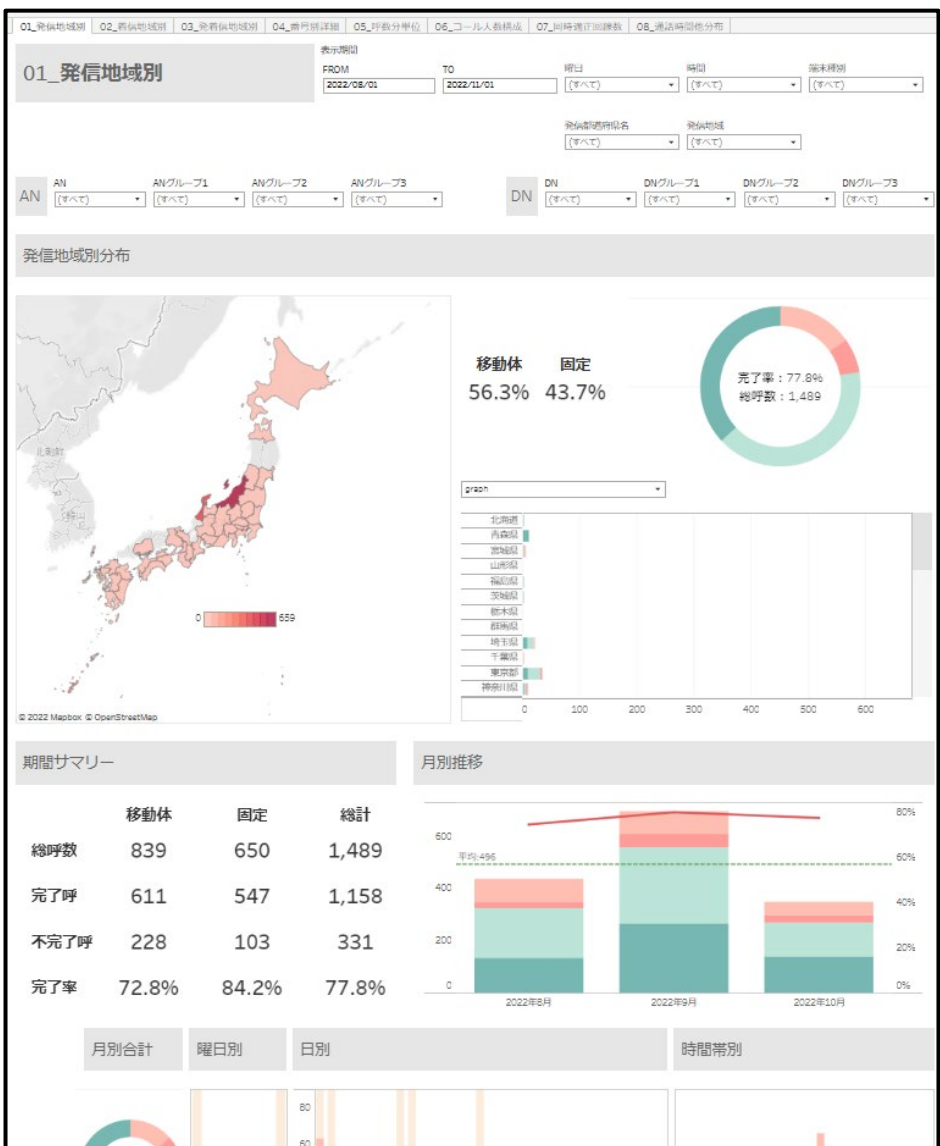 01_発信地域別 02_着信地域別 03_発着信地域別 04_番号別詳細 05_呼数分単位 06_コール人数構成 07_同時適正回線数 08_通話時間他分布
01_発信地域別
表示期間
FROM TO 曜日 時間 端末種別
2022/08/01 2022/11/01 (すべて) (すべて) (すべて)
発信都道府県名 発信地域
(すべて) (すべて)
AN AN ANグループ1 ANグループ2 ANグループ3 DN DN DNグループ1 DNグループ2 DNグループ3
(すべて) (すべて) (すべて) (すべて) (すべて) (すべて) (すべて) (すべて)
発信地域別分布
北朝鮮
韓国
0 659
© 2022 Mapbox © OpenStreetMap
移動体 固定
56.3% 43.7%
完了率：77.8%
総呼数：1,489
graph
北海道
青森県
宮城県
山形県
福島県
茨城県
栃木県
群馬県
埼玉県
千葉県
東京都
神奈川県
0 100 200 300 400 500 600
期間サマリー
移動体 固定 総計
総呼数 839 650 1,489
完了呼 611 547 1,158
不完了呼 228 103 331
完了率 72.8% 84.2% 77.8%
月別推移
80%
600
平均:496
60%
400
40%
200
20%
0 0%
2022年8月 2022年9月 2022年10月
月別合計 曜日別 日別 時間帯別
80
60